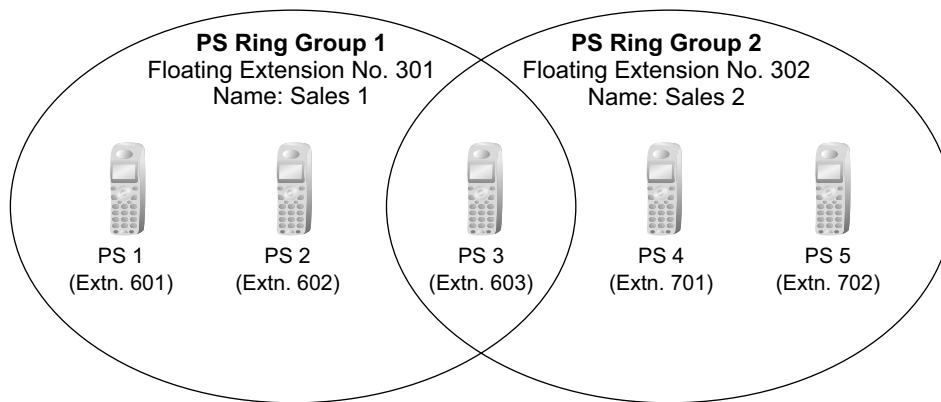 PS Ring Group 1
Floating Extension No. 301
Name: Sales 1
PS Ring Group 2
Floating Extension No. 302
Name: Sales 2
PS 1
(Extn. 601)
PS 2
(Extn. 602)
PS 3
(Extn. 603)
PS 4
(Extn. 701)
PS 5
(Extn. 702)